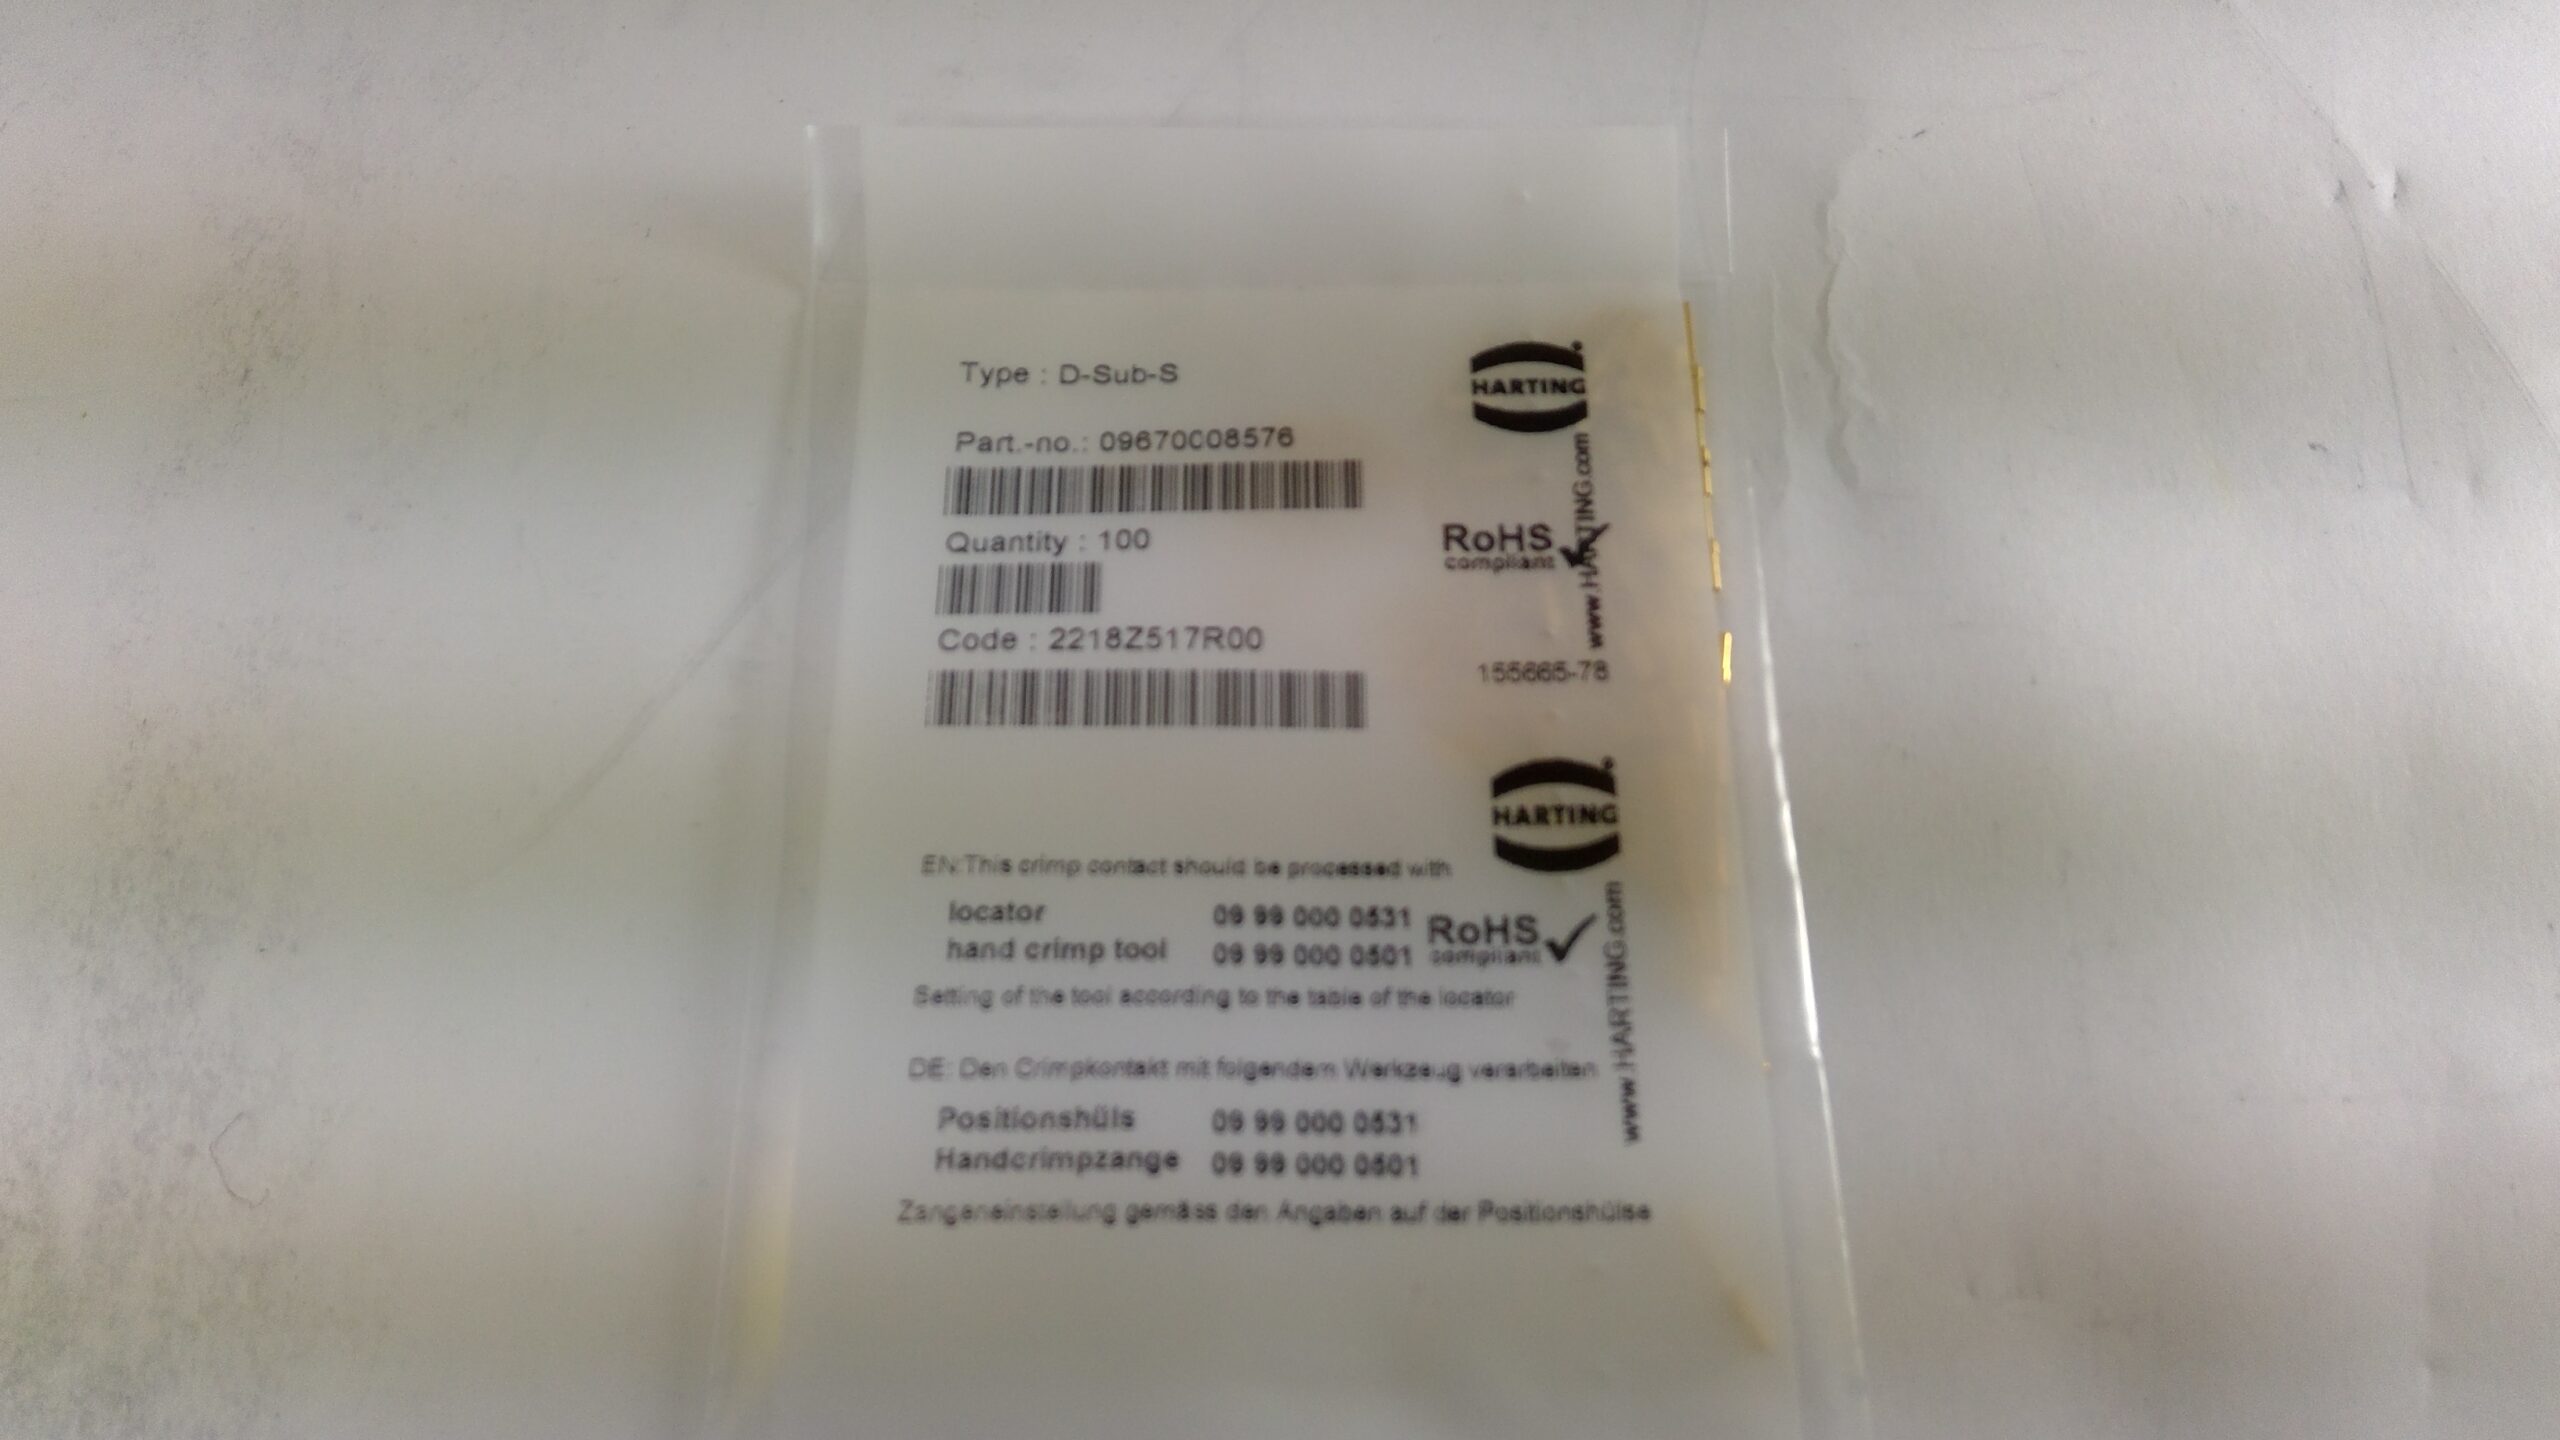 Type : D-Sub-S
Part.-no.: 09670008576
Quantity : 100
Code : 2218Z517R00
HARTING
www.HARTING.com
RoHS
compliant
155665-78
HARTING
www.HARTING.com
EN:This crimp contact should be processed with
locator 09 99 000 0531
hand crimp tool 09 99 000 0501
RoHS
compliant
Setting of the tool according to the table of the locator
DE: Den Crimpkontakt mit folgendem Werkzeug verarbeiten
Positionshüls 09 99 000 0531
Handcrimpzange 09 99 000 0501
Zangeneinstellung gemäss den Angaben auf der Positionshülse